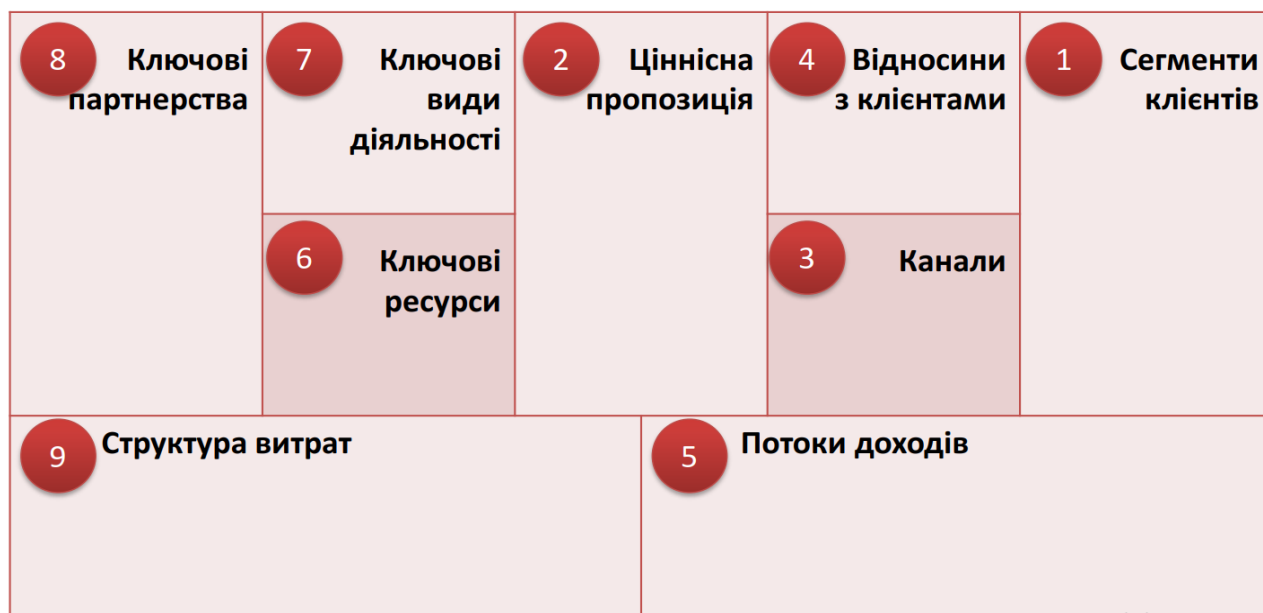 8
Ключові
партнерства
7
Ключові
види
діяльності
2
Ціннісна
пропозиція
4
Відносини
з клієнтами
1
Сегменти
клієнтів
6
Ключові
ресурси
3
Канали
9
Структура витрат
5
Потоки доходів